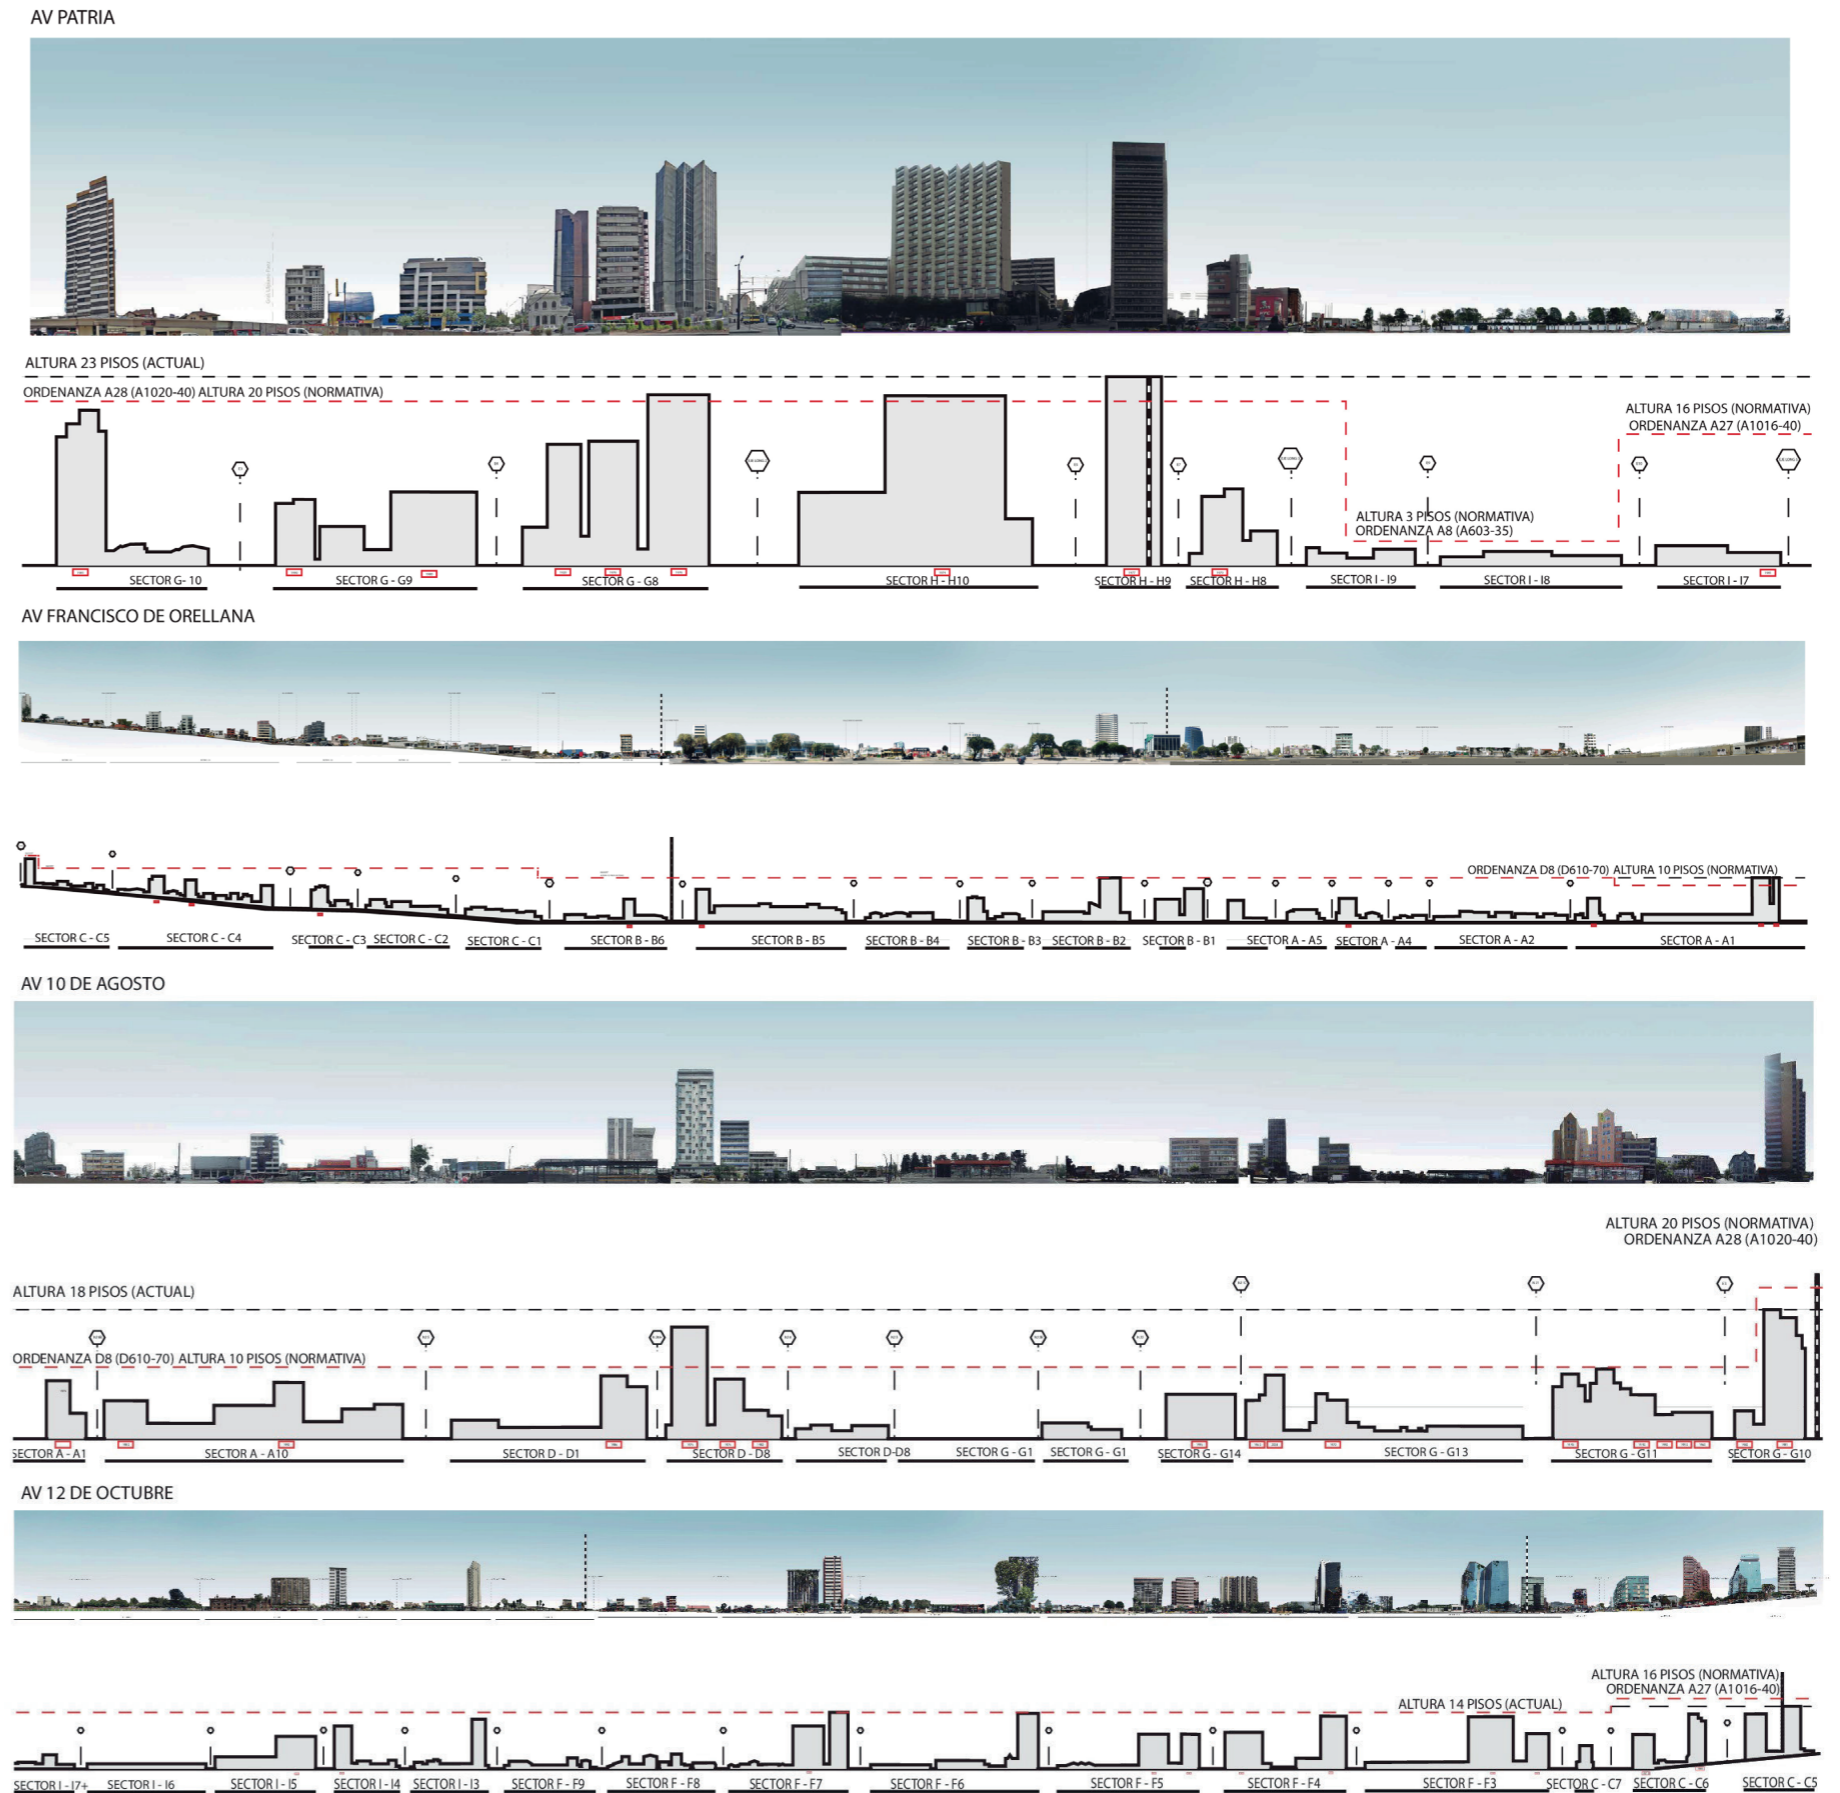 AV PATRIA
ALTURA 23 PISOS (ACTUAL)
ORDENANZA A28 (A1020-40) ALTURA 20 PISOS (NORMATIVA)
ALTURA 16 PISOS (NORMATIVA)
ORDENANZA A27 (A1016-40)
ALTURA 3 PISOS (NORMATIVA)
ORDENANZA A8 (A603-35)
SECTOR G- 10
SECTOR G - G9
SECTOR G - G8
SECTOR H - H10
SECTOR H - H9
SECTOR H - H8
SECTOR I - I9
SECTOR I - I8
SECTOR I - I7
AV FRANCISCO DE ORELLANA
ORDENANZA D8 (D610-70) ALTURA 10 PISOS (NORMATIVA)
SECTOR C - C5
SECTOR C - C4
SECTOR C - C3
SECTOR C - C2
SECTOR C - C1
SECTOR B - B6
SECTOR B - B5
SECTOR B - B4
SECTOR B - B3
SECTOR B - B2
SECTOR B - B1
SECTOR A - A5
SECTOR A - A4
SECTOR A - A2
SECTOR A - A1
AV 10 DE AGOSTO
ALTURA 20 PISOS (NORMATIVA)
ORDENANZA A28 (A1020-40)
ALTURA 18 PISOS (ACTUAL)
ORDENANZA D8 (D610-70) ALTURA 10 PISOS (NORMATIVA)
SECTOR A - A1
SECTOR A - A10
SECTOR D - D1
SECTOR D - D8
SECTOR D-D8
SECTOR G - G1
SECTOR G - G1
SECTOR G - G14
SECTOR G - G13
SECTOR G - G11
SECTOR G - G10
AV 12 DE OCTUBRE
ALTURA 16 PISOS (NORMATIVA)
ORDENANZA A27 (A1016-40)
ALTURA 14 PISOS (ACTUAL)
SECTOR I - I7+
SECTOR I - I6
SECTOR I - I5
SECTOR I - I4
SECTOR I - I3
SECTOR F - F9
SECTOR F - F8
SECTOR F - F7
SECTOR F - F6
SECTOR F - F5
SECTOR F - F4
SECTOR F - F3
SECTOR C - C7
SECTOR C - C6
SECTOR C - C5